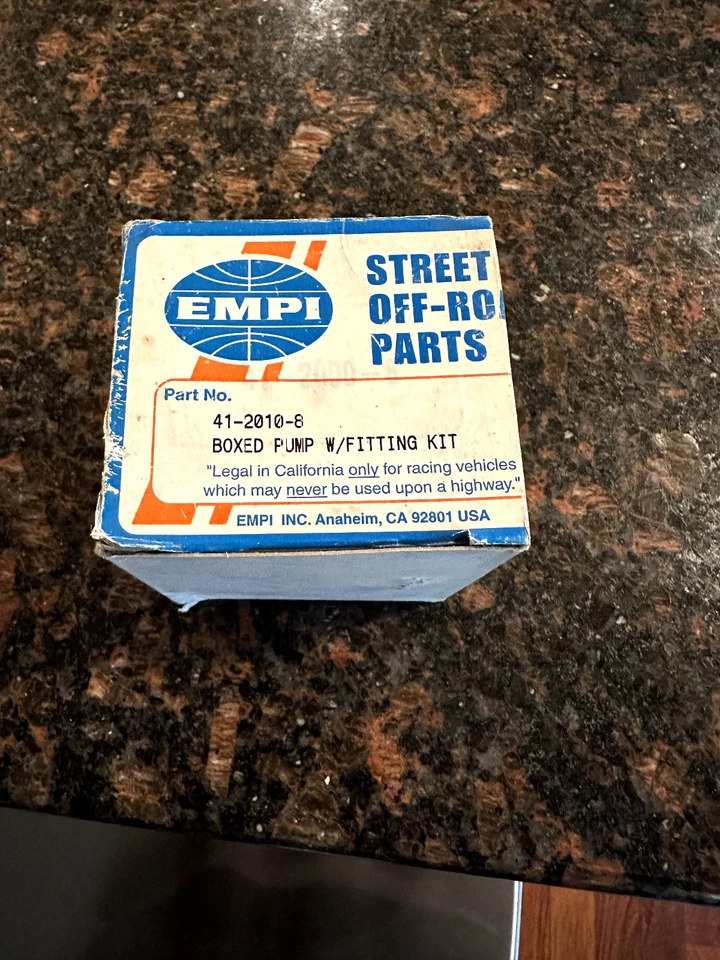 EMPI
STREET
OFF-RO
PARTS
Part No.
41-2010-8
BOXED PUMP W/FITTING KIT
"Legal in California only for racing vehicles
which may never be used upon a highway."
EMPI INC. Anaheim, CA 92801 USA